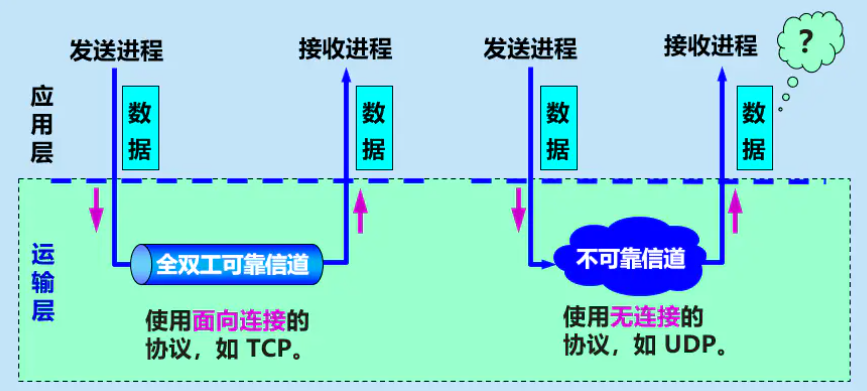 发送进程
接收进程
发送进程
接收进程
?
应用层
数据
数据
数据
数据
运输层
全双工可靠信道
不可靠信道
使用面向连接的
协议，如 TCP。
使用无连接的
协议，如 UDP。